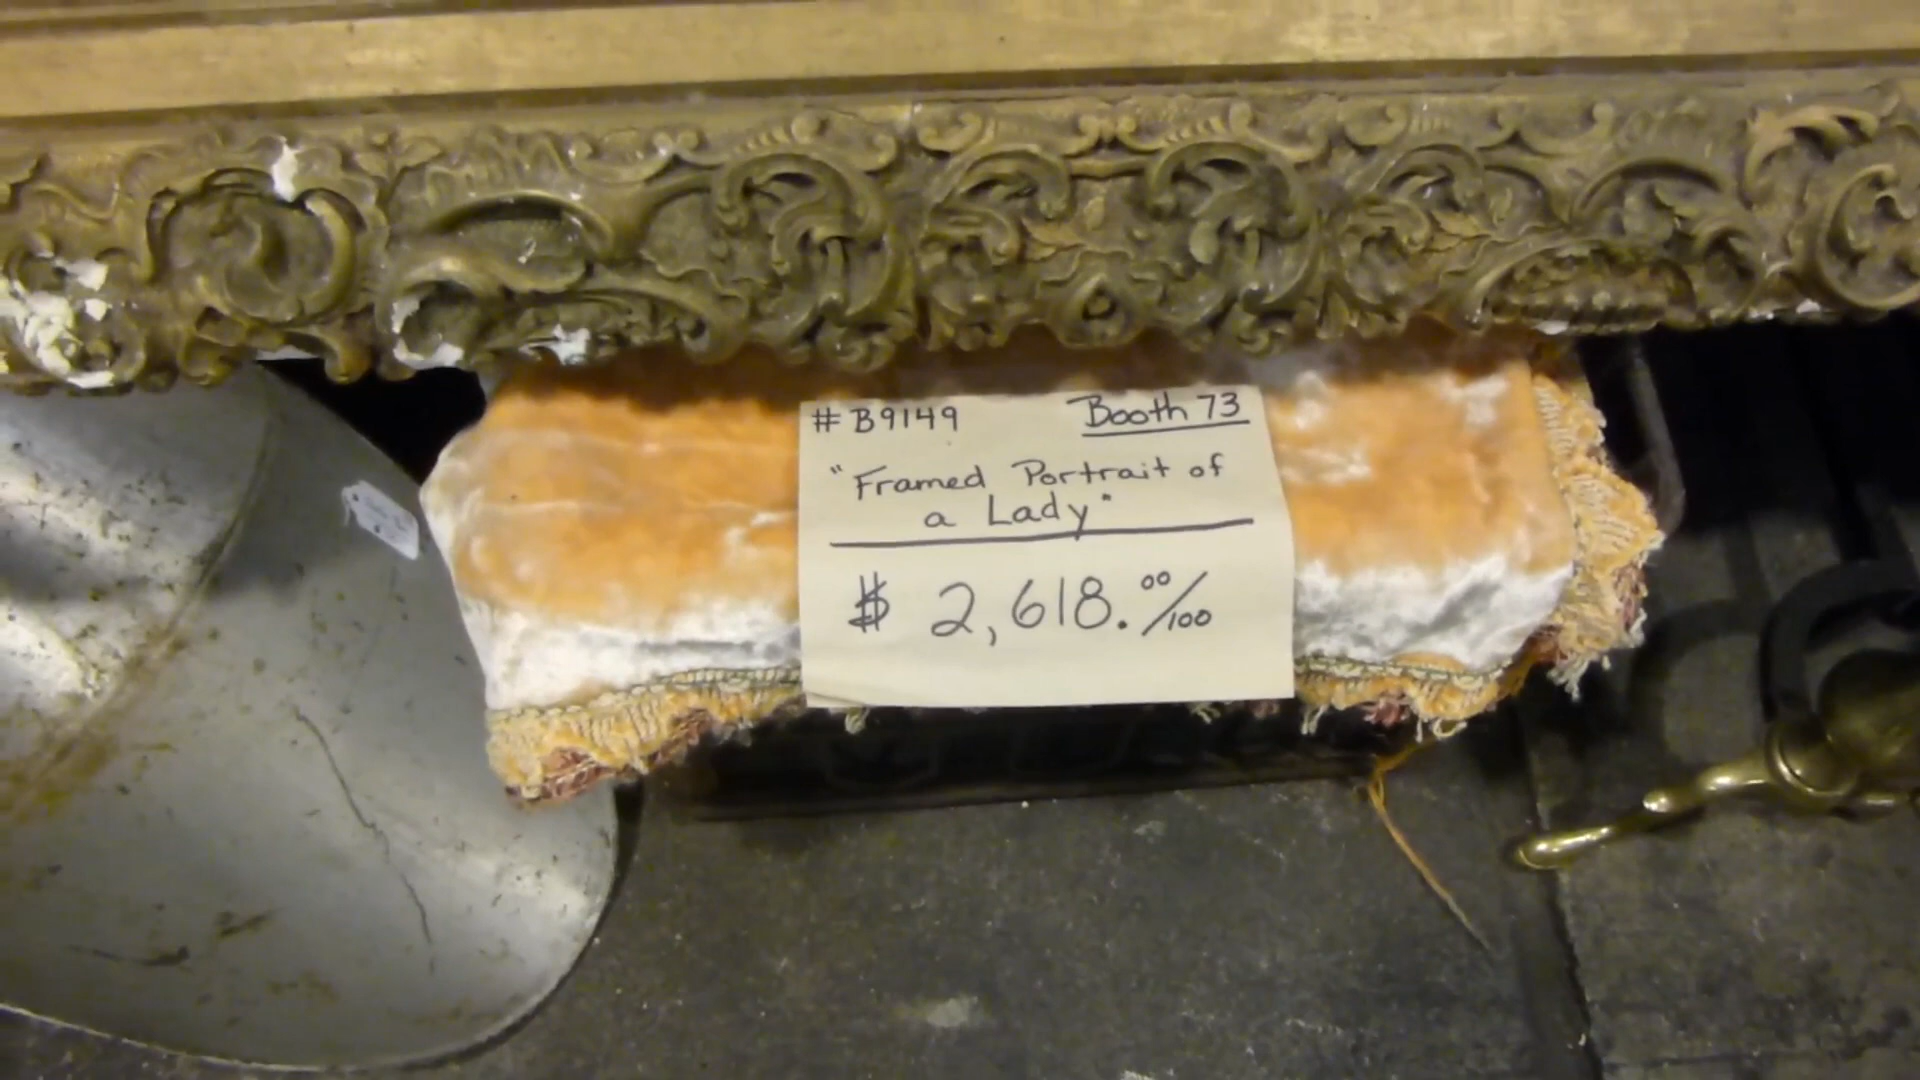 # B9149 Booth 73
"Framed Portrait of
a Lady"
$ 2,618.00/100